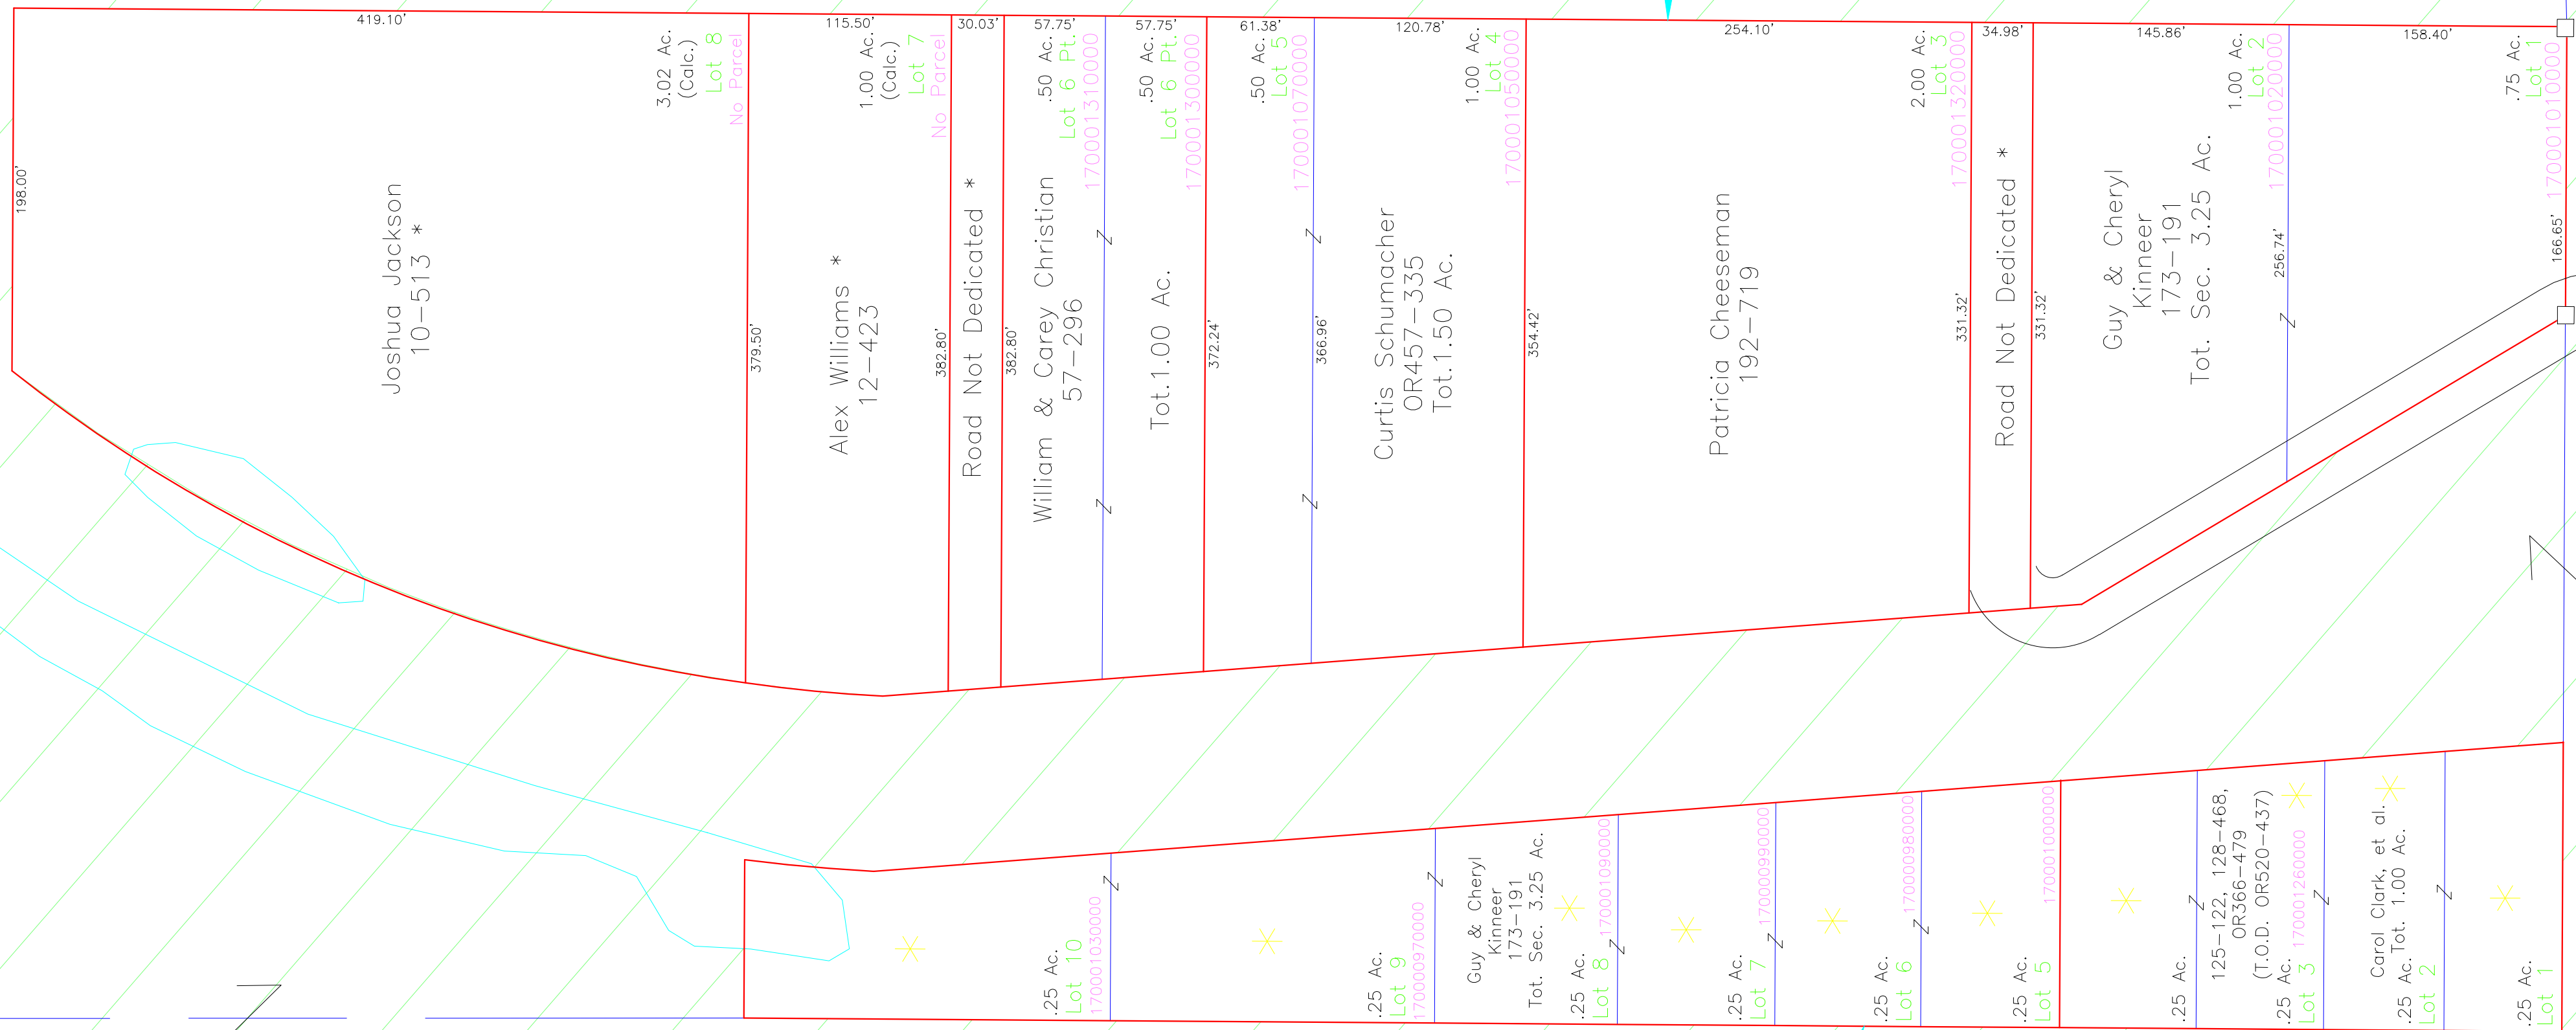 419.10'
115.50'
30.03'
57.75'
57.75'
61.38'
120.78'
254.10'
34.98'
145.86'
158.40'
198.00'
Joshua Jackson
10-513 *
3.02 Ac.
(Calc.)
Lot 8
No Parcel
379.50'
Alex Williams *
12-423
1.00 Ac.
(Calc.)
Lot 7
No Parcel
382.80'
Road Not Dedicated *
382.80'
William & Carey Christian
57-296
.50 Ac.
Lot 6 Pt.
170001310000
Tot.1.00 Ac.
.50 Ac.
Lot 6 Pt.
170001300000
372.24'
.50 Ac.
Lot 5
170001070000
366.96'
Curtis Schumacher
OR457-335
Tot.1.50 Ac.
1.00 Ac.
Lot 4
170001050000
354.42'
Patricia Cheeseman
192-719
2.00 Ac.
Lot 3
170001320000
331.32'
Road Not Dedicated *
331.32'
Guy & Cheryl
Kinneer
173-191
Tot. Sec. 3.25 Ac.
1.00 Ac.
Lot 2
170001020000
256.74'
.75 Ac.
Lot 1
170001010000
166.65'
.25 Ac.
Lot 10
170001030000
.25 Ac.
Lot 9
170000970000
Guy & Cheryl
Kinneer
173-191
Tot. Sec. 3.25 Ac.
.25 Ac.
Lot 8
170001090000
.25 Ac.
Lot 7
170000990000
.25 Ac.
Lot 6
170000980000
.25 Ac.
Lot 5
170001000000
.25 Ac.
125-122, 128-468,
OR366-479
(T.O.D. OR520-437)
.25 Ac.
Lot 3
170001260000
Carol Clark, et al.
Tot. 1.00 Ac.
.25 Ac.
Lot 2
.25 Ac.
Lot 1